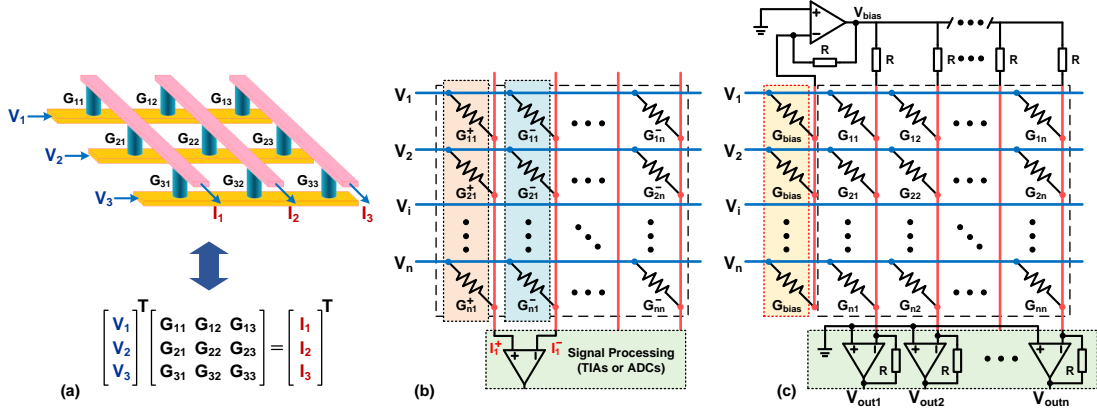 G11 G12 G13
V1
G21 G22 G23
V2
G31 G32 G33
V3
I1 I2 I3
T T
V1 G11 G12 G13 I1
V2 G21 G22 G23 = I2
V3 G31 G32 G33 I3
(a)
V1
G11+ G11- G1n
V2
G21+ G21- G2n
Vi
Vn
Gn1+ Gn1- Gnn
I1+ I1-
+ -
Signal Processing
(TIAs or ADCs)
(b)
+ Vbias
-
R R R R
V1
Gbias G11 G12 G1n
V2
G21 G22 G2n
Vi
Vn
Gbias Gn1 Gn2 Gnn
+ - + - + -
R R R
Vout1 Vout2 Voutn
(c)